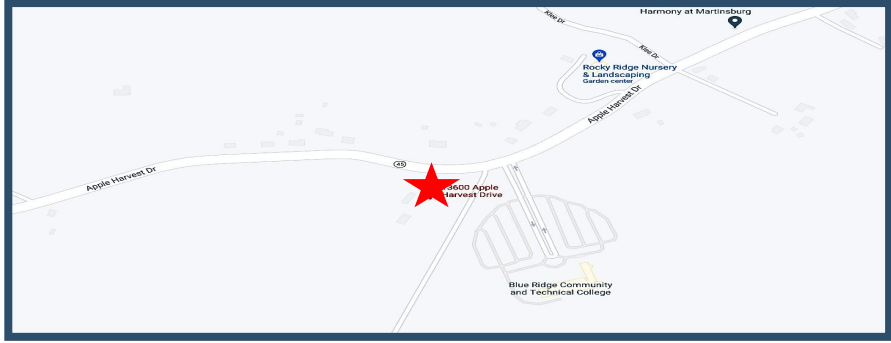 Harmony at Martinsburg
Klee Dr
Klee Dr
Rocky Ridge Nursery
& Landscaping
Garden center
Apple Harvest Dr
45
Apple Harvest Dr
3600 Apple
Harvest Drive
Blue Ridge Community
and Technical College